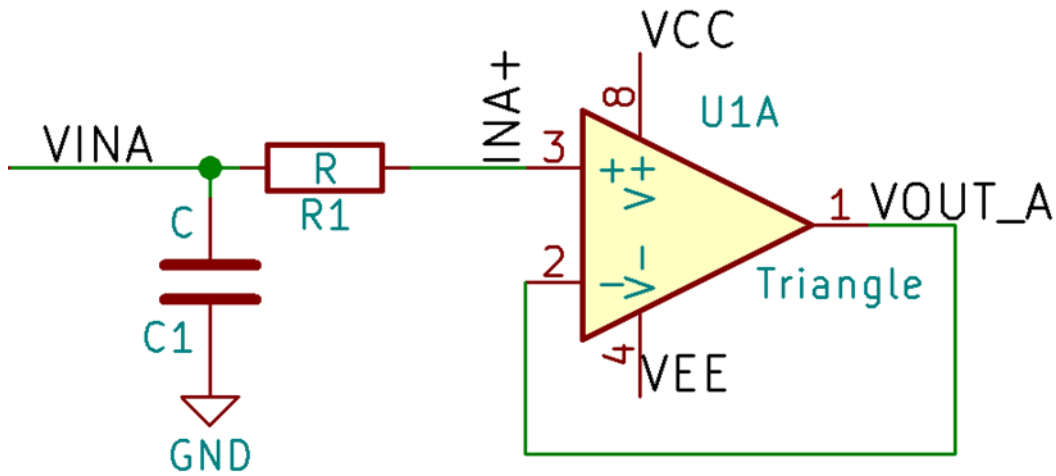 VCC
U1A
INA+
8
VINA
3
R
+
V+
R1
1
VOUT_A
C
2
-
V-
Triangle
C1
4
VEE
GND